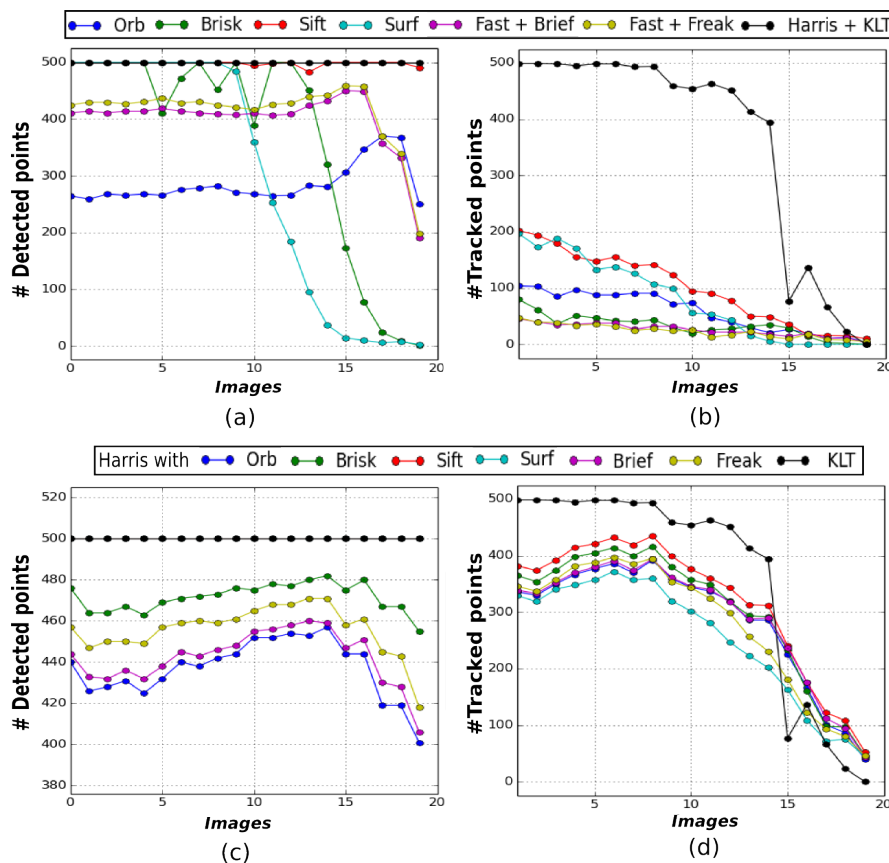 Orb Brisk Sift Surf Fast + Brief Fast + Freak Harris + KLT
500
400
300
200
100
0
# Detected points
0 5 10 15 20
Images
(a)
500
400
300
200
100
0
#Tracked points
5 10 15 20
Images
(b)
Harris with Orb Brisk Sift Surf Brief Freak KLT
520
500
480
460
440
420
400
380
# Detected points
0 5 10 15 20
Images
(c)
500
400
300
200
100
0
#Tracked points
5 10 15 20
Images
(d)